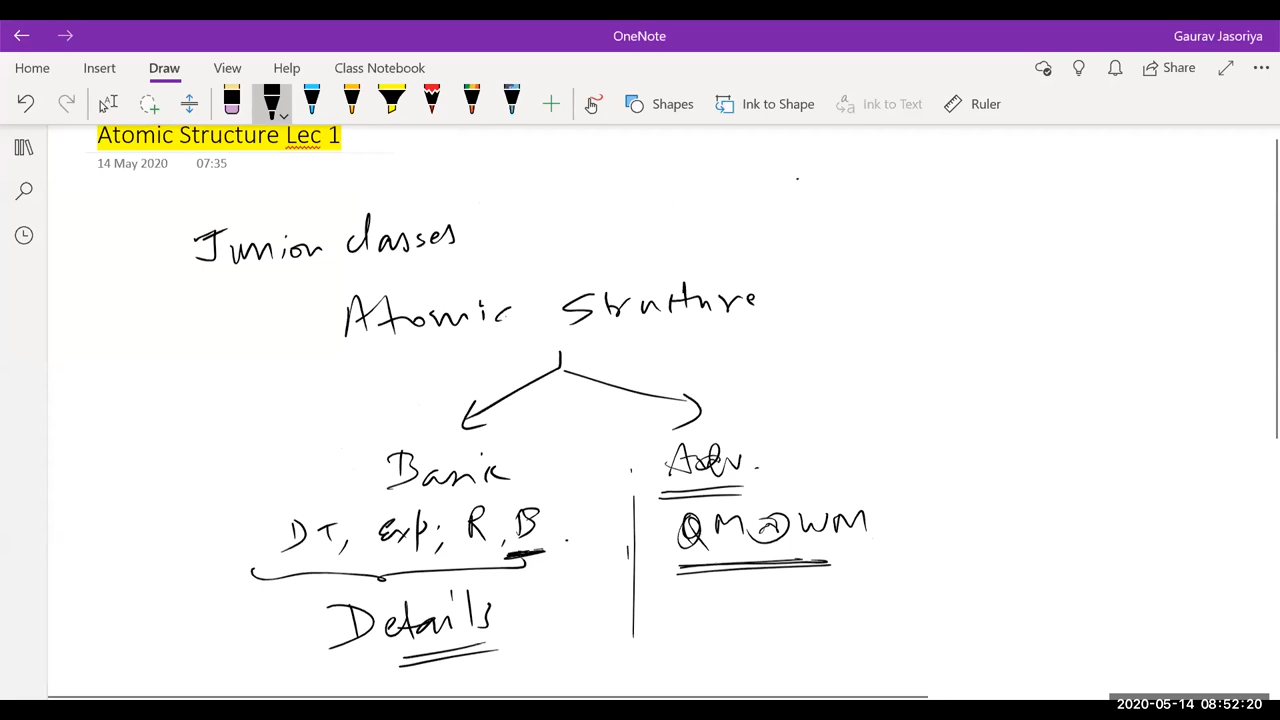 OneNote
Gaurav Jasoriya
Home Insert Draw View Help Class Notebook Share
Shapes Ink to Shape Ink to Text Ruler
Atomic Structure Lec 1
14 May 2020 07:35
Junior classes
Atomic Structure
Basic Adv.
DT, Exp; R, B. QM WM
Details
2020-05-14 08:52:20